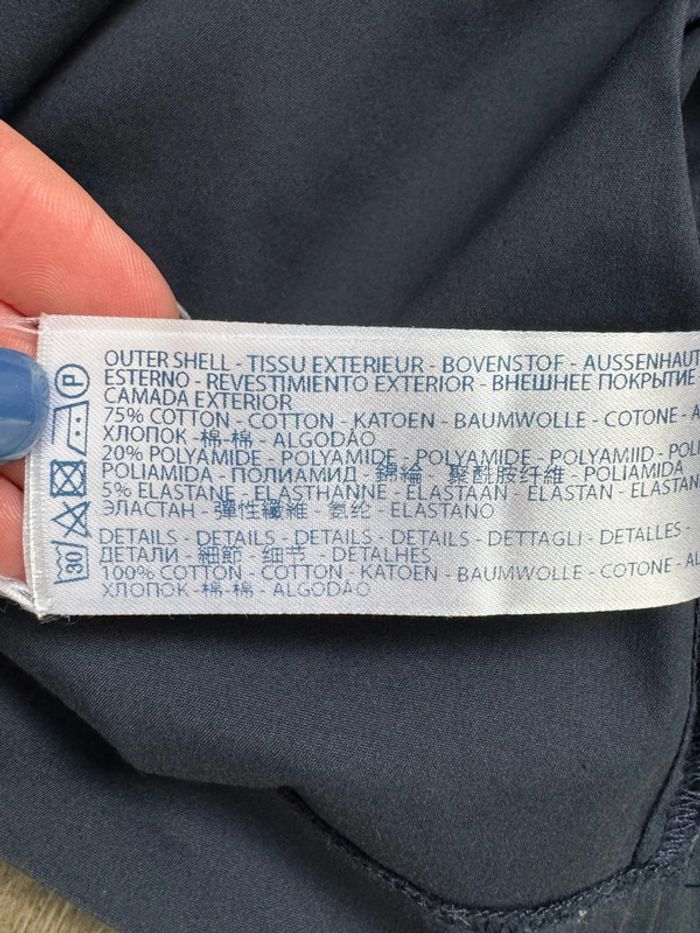 OUTER SHELL - TISSU EXTERIEUR - BOVENSTOF - AUSSENHAUT
ESTERNO - REVESTIMIENTO EXTERIOR - ВНЕШНЕЕ ПОКРЫТИЕ
CAMADA EXTERIOR
75% COTTON - COTTON - KATOEN - BAUMWOLLE - COTONE - A
ХЛОПОК - 棉 - 棉 - ALGODÃO
20% POLYAMIDE - POLYAMIDE - POLYAMIDE - POLYAMIID - POLI
POLIAMIDA - ПОЛИАМИД - 錦綸 聚酰胺纤维 - POLIAMIDA
5% ELASTANE - ELASTHANNE - ELASTAAN - ELASTAN - ELASTAN
ЭЛАСТАН - 彈性纖維 - 氨纶 - ELASTANO
DETAILS - DETAILS - DETAILS - DETAILS - DETTAGLI - DETALLES -
ДЕТАЛИ - 細節 - 细节 - DETALHES
100% COTTON - COTTON - KATOEN - BAUMWOLLE - COTONE - AL
ХЛОПОК - 棉 - 棉 - ALGODÃO
P
30